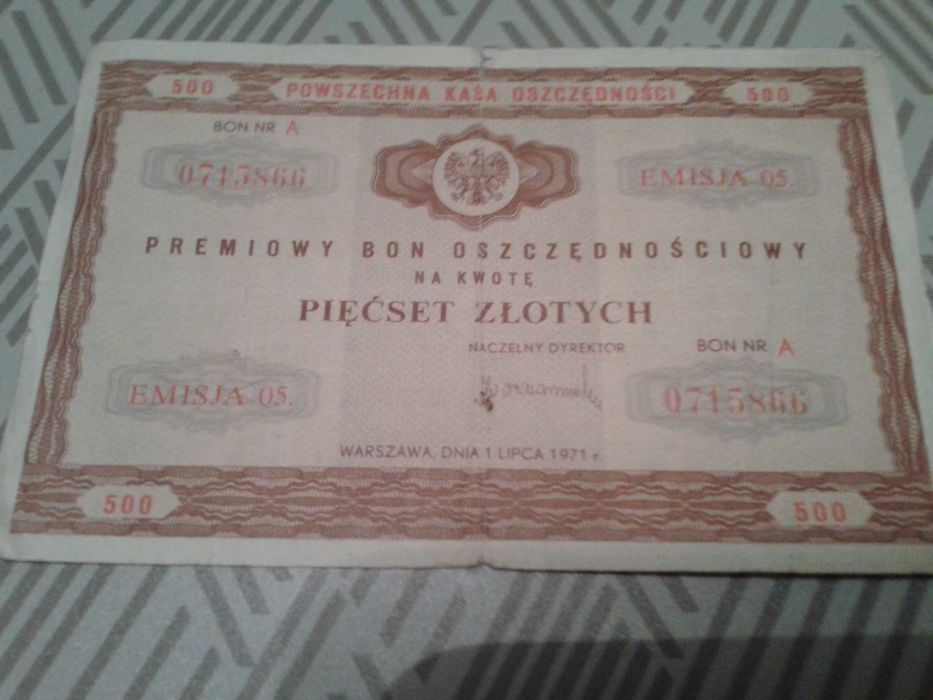 500 POWSZECHNA KASA OSZCZĘDNOŚCI 500
BON NR A
0715866
EMISJA 05.
PREMIOWY BON OSZCZĘDNOŚCIOWY
NA KWOTĘ
PIĘĆSET ZŁOTYCH
NACZELNY DYREKTOR
BON NR A
EMISJA 05.
0715866
WARSZAWA, DNIA 1 LIPCA 1971 r.
500
500